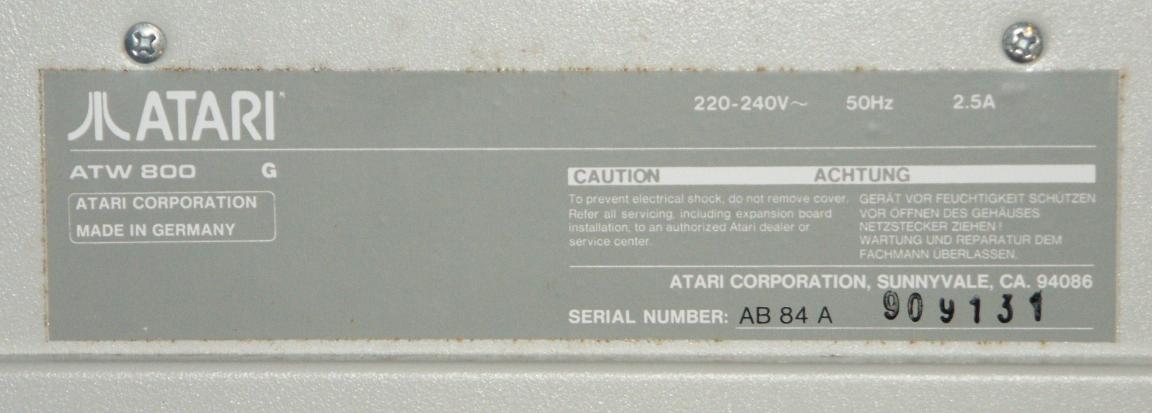 ATARI
220-240V~ 50Hz 2.5A
ATW 800 G
ATARI CORPORATION
MADE IN GERMANY
CAUTION ACHTUNG
To prevent electrical shock, do not remove cover.
Refer all servicing, including expansion board
installation, to an authorized Atari dealer or
service center.
GERÄT VOR FEUCHTIGKEIT SCHÜTZEN
VOR ÖFFNEN DES GEHÄUSES
NETZSTECKER ZIEHEN!
WARTUNG UND REPARATUR DEM
FACHMANN ÜBERLASSEN.
ATARI CORPORATION, SUNNYVALE, CA. 94086
SERIAL NUMBER: AB 84 A 909131